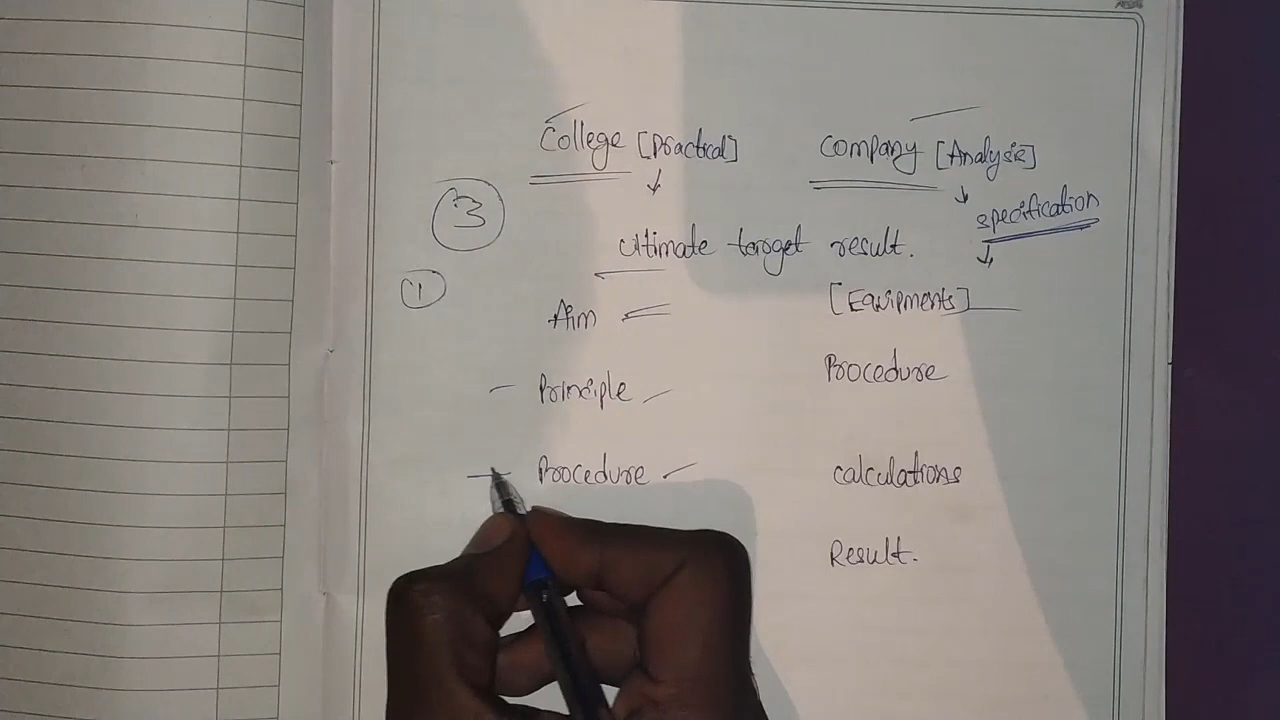 College [Practical] Company [Analysis]
3 specification
Ultimate target result.
1 Aim [Equipments]
Principle Procedure
Procedure calculations
Result.